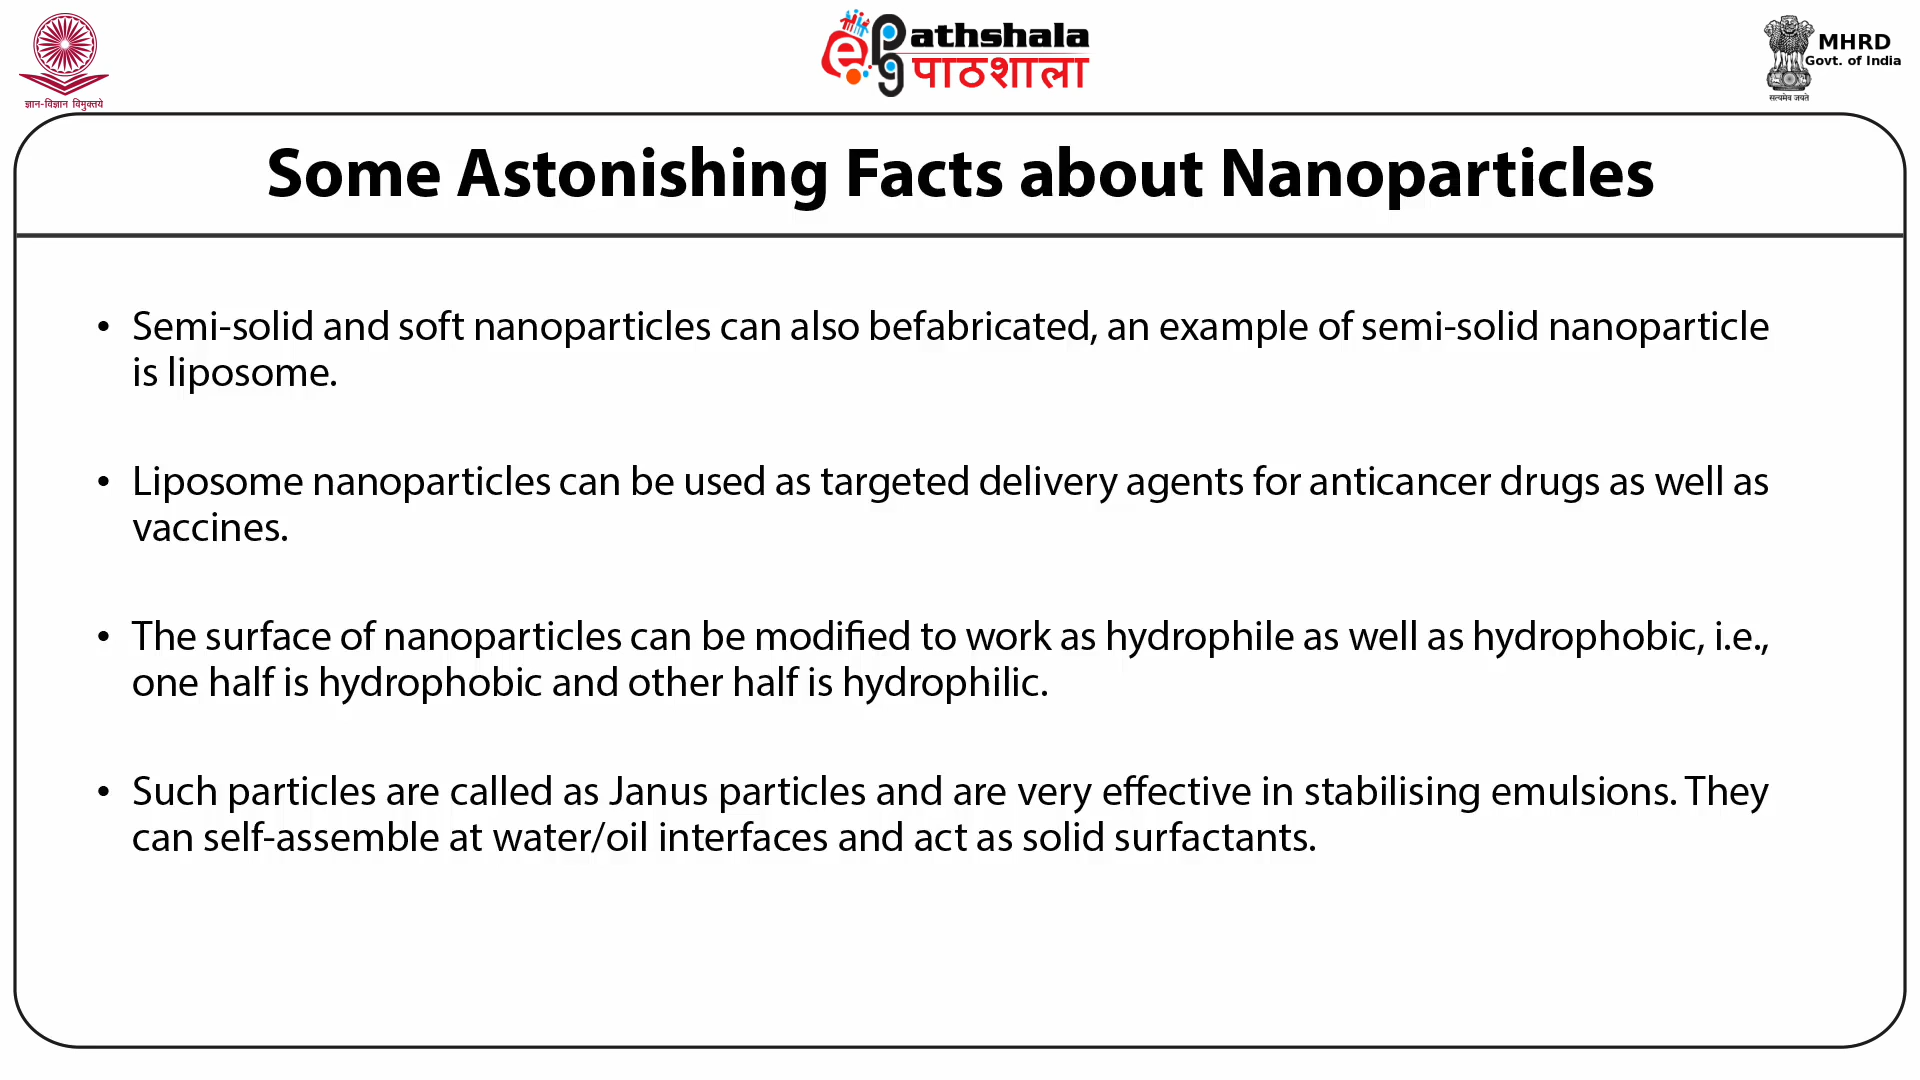 ज्ञान-विज्ञान विमुक्तये
ePathshala
पाठशाला
MHRD
Govt. of India
सत्यमेव जयते
Some Astonishing Facts about Nanoparticles
• Semi-solid and soft nanoparticles can also befabricated, an example of semi-solid nanoparticle
is liposome.
• Liposome nanoparticles can be used as targeted delivery agents for anticancer drugs as well as
vaccines.
• The surface of nanoparticles can be modified to work as hydrophile as well as hydrophobic, i.e.,
one half is hydrophobic and other half is hydrophilic.
• Such particles are called as Janus particles and are very effective in stabilising emulsions. They
can self-assemble at water/oil interfaces and act as solid surfactants.